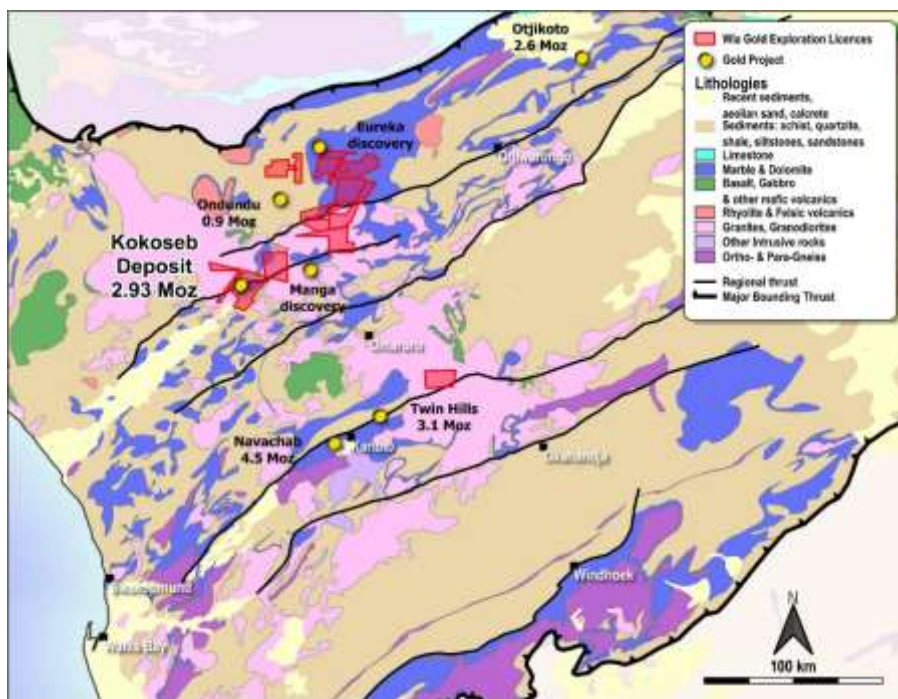 Otjikoto
2.6 Moz
Eureka
discovery
Otjiwarongo
Ondundu
0.9 Moz
Kokoseb
Deposit
2.93 Moz
Manga
discovery
Omaruru
Twin Hills
3.1 Moz
Navachab
4.5 Moz
Karibib
Okahandja
Windhoek
Swakopmund
Walvis Bay
Wia Gold Exploration Licences
Gold Project
Lithologies
Recent sediments,
aeolian sand, calcrete
Sediments: schist, quartzite,
shale, siltstones, sandstones
Limestone
Marble & Dolomite
Basalt, Gabbro
& other mafic volcanics
Rhyolite & Felsic volcanics
Granites, Granodiorites
Other Intrusive rocks
Ortho- & Para-Gneiss
Regional thrust
Major Bounding Thrust
N
100 km